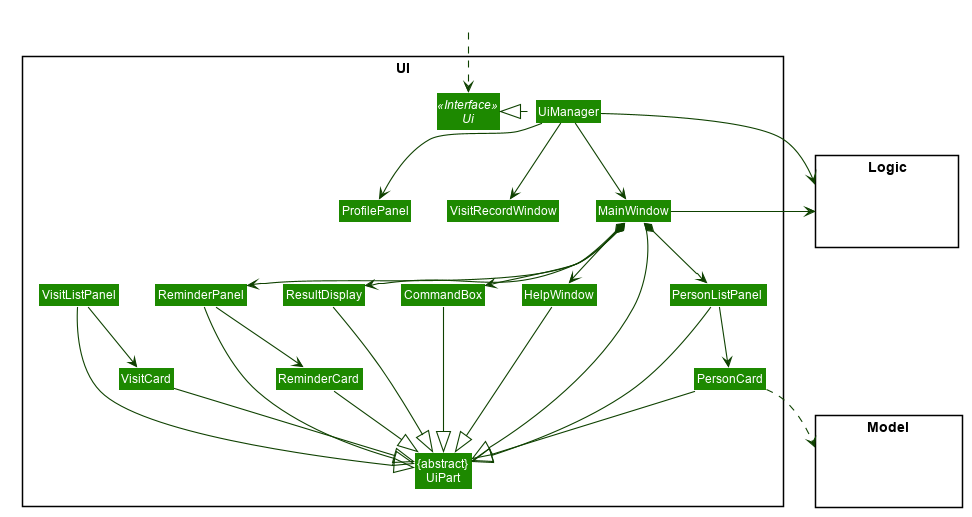 UI
«Interface»
Ui
UiManager
Logic
ProfilePanel
VisitRecordWindow
MainWindow
VisitListPanel
ReminderPanel
ResultDisplay
CommandBox
HelpWindow
PersonListPanel
VisitCard
ReminderCard
PersonCard
Model
{abstract}
UiPart